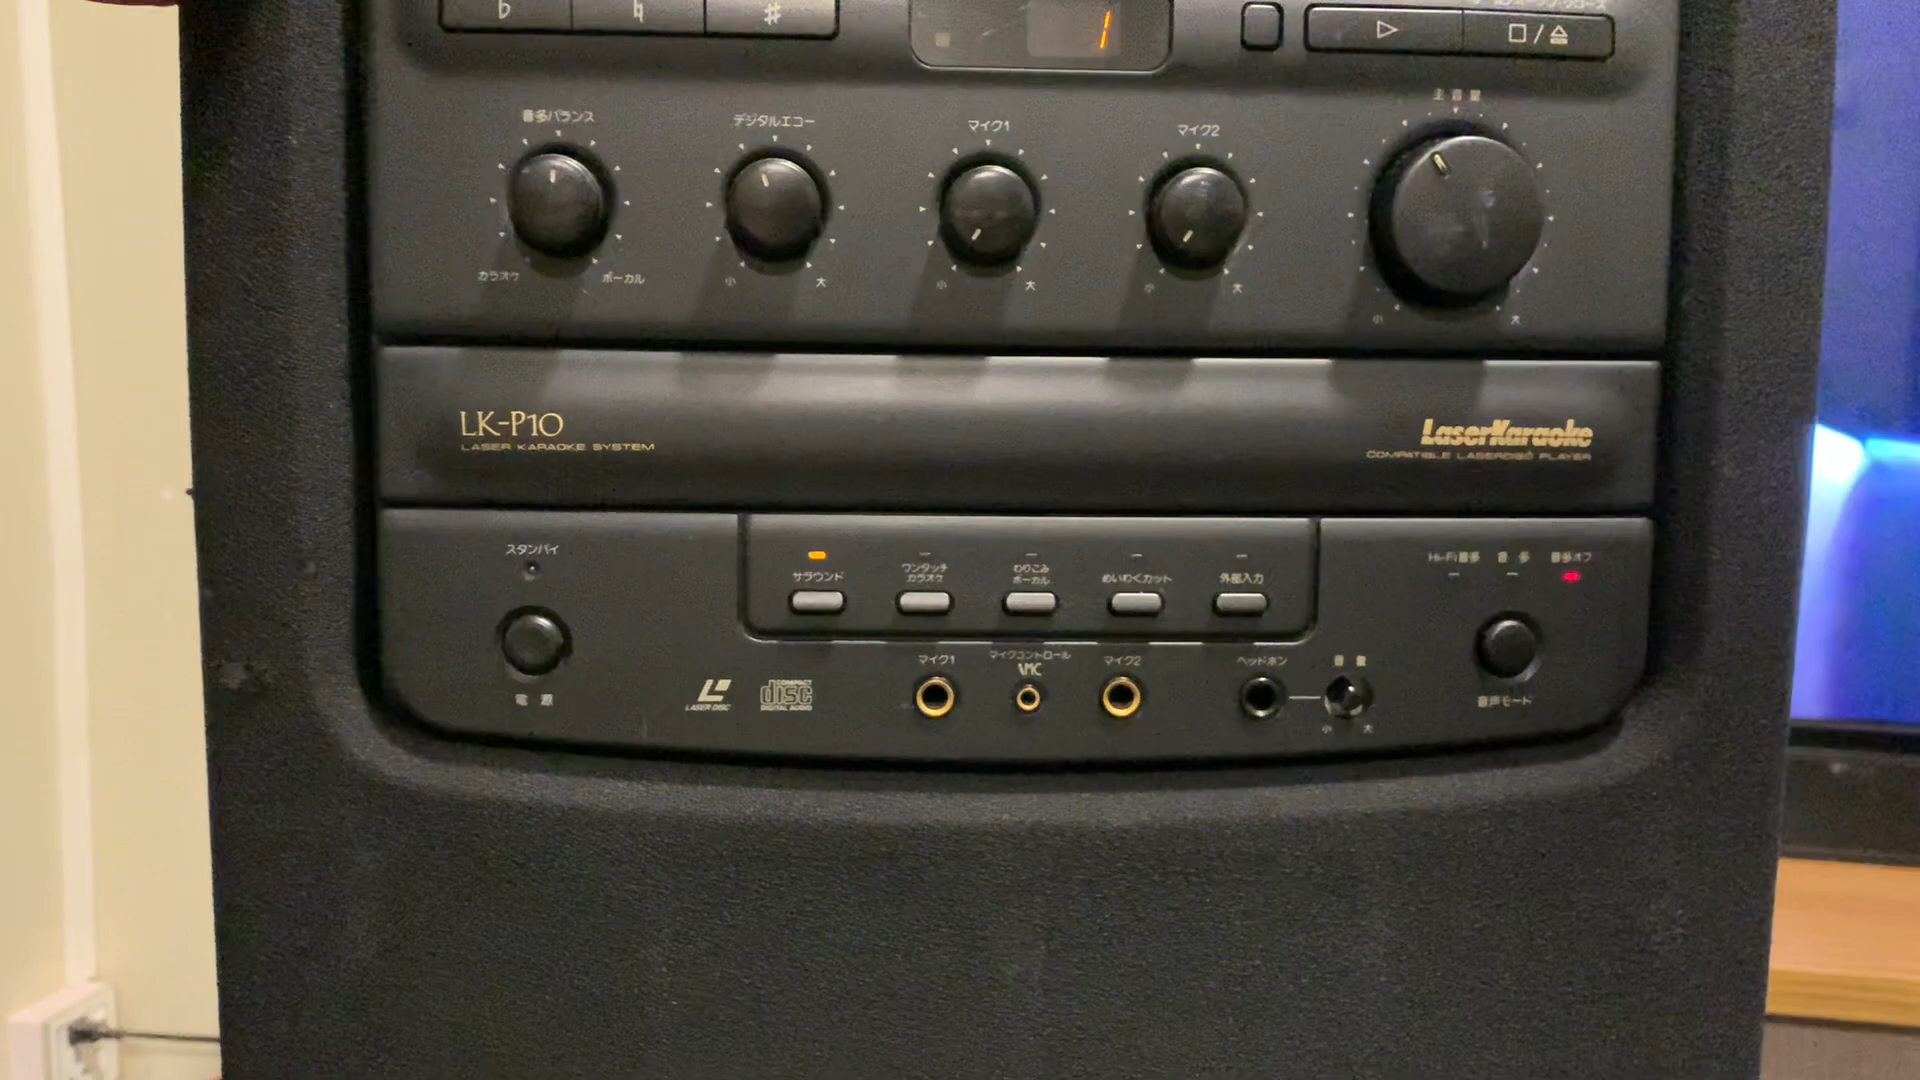 ♭ ♮ ♯
1
▷ □/⏏
主音量
音多バランス
カラオケ ボーカル
デジタルエコー
小 大
マイク1
小 大
マイク2
小 大
小 大
LK-P10
LASER KARAOKE SYSTEM
LaserKaraoke
COMPATIBLE LASERDISC PLAYER
スタンバイ
電源
サラウンド
ワンタッチ
カラオケ
わりこみ
ボーカル
めいわくカット
外部入力
Hi-Fi音多 音多 音多オフ
音声モード
LASER DISC
COMPACT
disc
DIGITAL AUDIO
マイク1
マイクコントロール
VMC
マイク2
ヘッドホン
音量
小 大